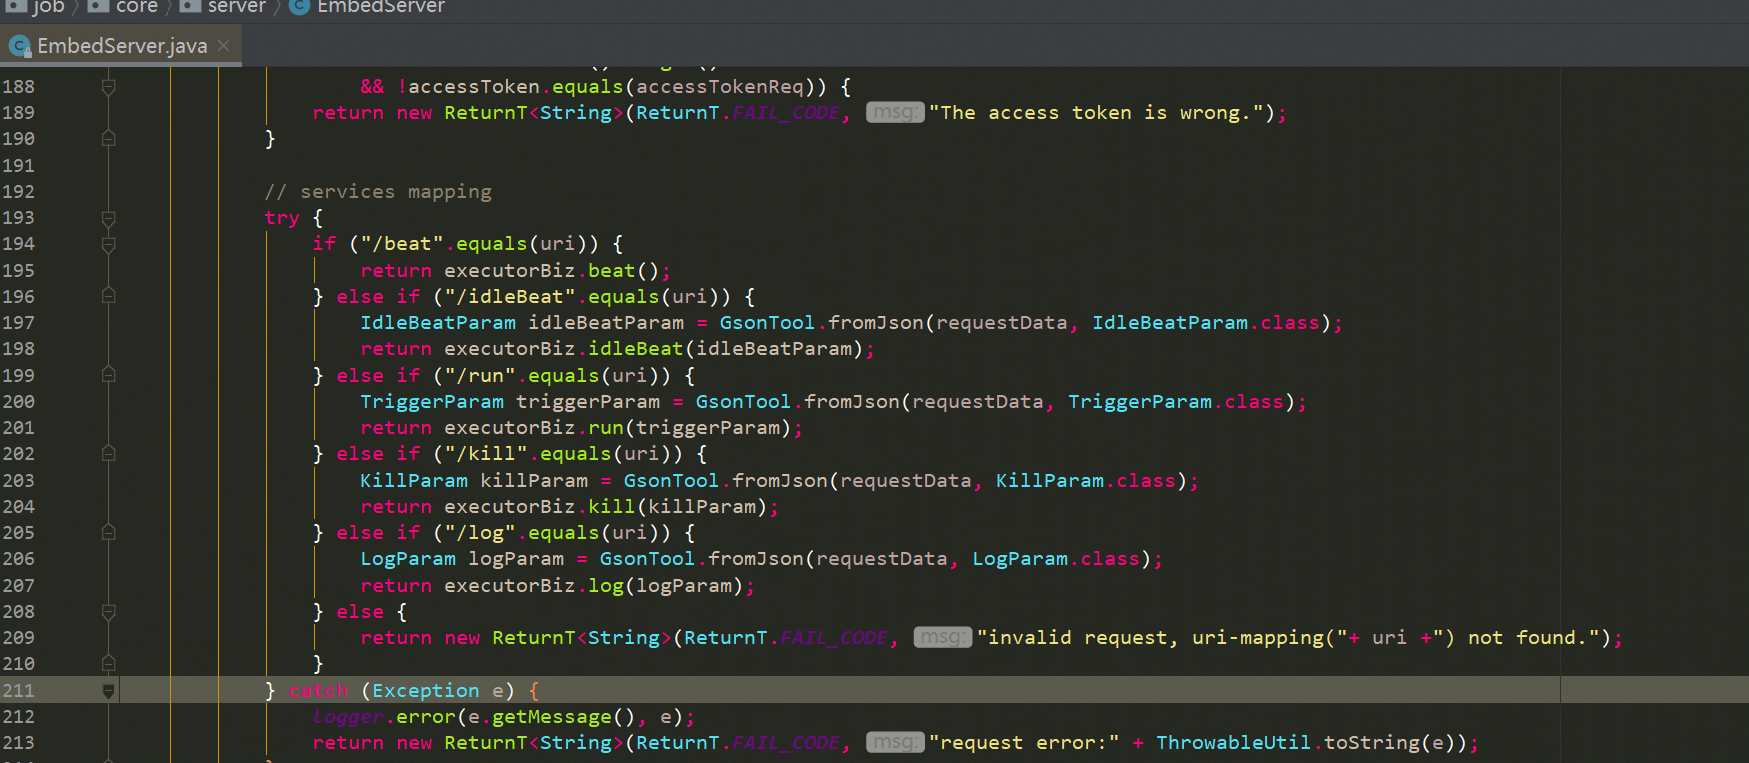 job core server EmbedServer
EmbedServer.java
188 && !accessToken.equals(accessTokenReq)) {
189 return new ReturnT<String>(ReturnT.FAIL_CODE, msg: "The access token is wrong.");
190 }
191
192 // services mapping
193 try {
194 if ("/beat".equals(uri)) {
195 return executorBiz.beat();
196 } else if ("/idleBeat".equals(uri)) {
197 IdleBeatParam idleBeatParam = GsonTool.fromJson(requestData, IdleBeatParam.class);
198 return executorBiz.idleBeat(idleBeatParam);
199 } else if ("/run".equals(uri)) {
200 TriggerParam triggerParam = GsonTool.fromJson(requestData, TriggerParam.class);
201 return executorBiz.run(triggerParam);
202 } else if ("/kill".equals(uri)) {
203 KillParam killParam = GsonTool.fromJson(requestData, KillParam.class);
204 return executorBiz.kill(killParam);
205 } else if ("/log".equals(uri)) {
206 LogParam logParam = GsonTool.fromJson(requestData, LogParam.class);
207 return executorBiz.log(logParam);
208 } else {
209 return new ReturnT<String>(ReturnT.FAIL_CODE, msg: "invalid request, uri-mapping("+ uri +") not found.");
210 }
211 } catch (Exception e) {
212 logger.error(e.getMessage(), e);
213 return new ReturnT<String>(ReturnT.FAIL_CODE, msg: "request error:" + ThrowableUtil.toString(e));